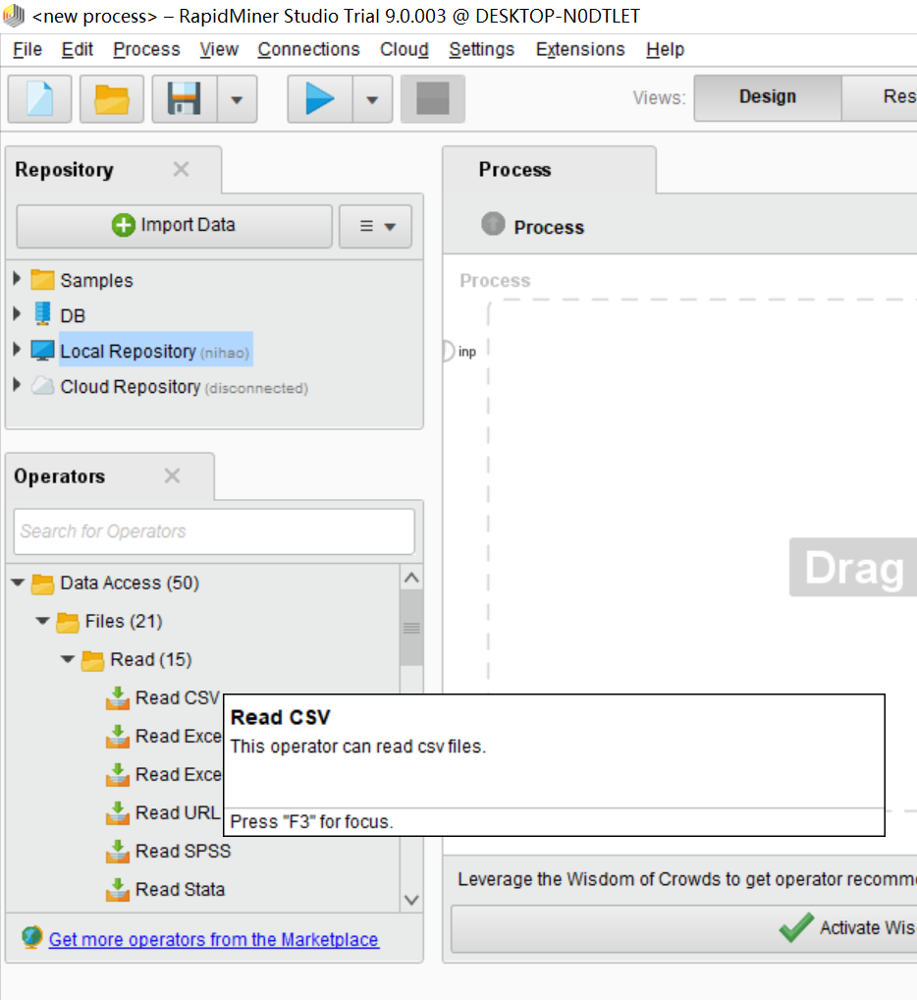 <new process> – RapidMiner Studio Trial 9.0.003 @ DESKTOP-N0DTLET
File Edit Process View Connections Cloud Settings Extensions Help
Views: Design Res
Repository
Process
Import Data
Process
Samples
Process
DB
Local Repository (nihao)
inp
Cloud Repository (disconnected)
Operators
Search for Operators
Drag
Data Access (50)
Files (21)
Read (15)
Read CSV
Read Exce
Read Exce
Read URL
Read SPSS
Read Stata
Read CSV
This operator can read csv files.
Press "F3" for focus.
Leverage the Wisdom of Crowds to get operator recomm
Get more operators from the Marketplace
Activate Wis